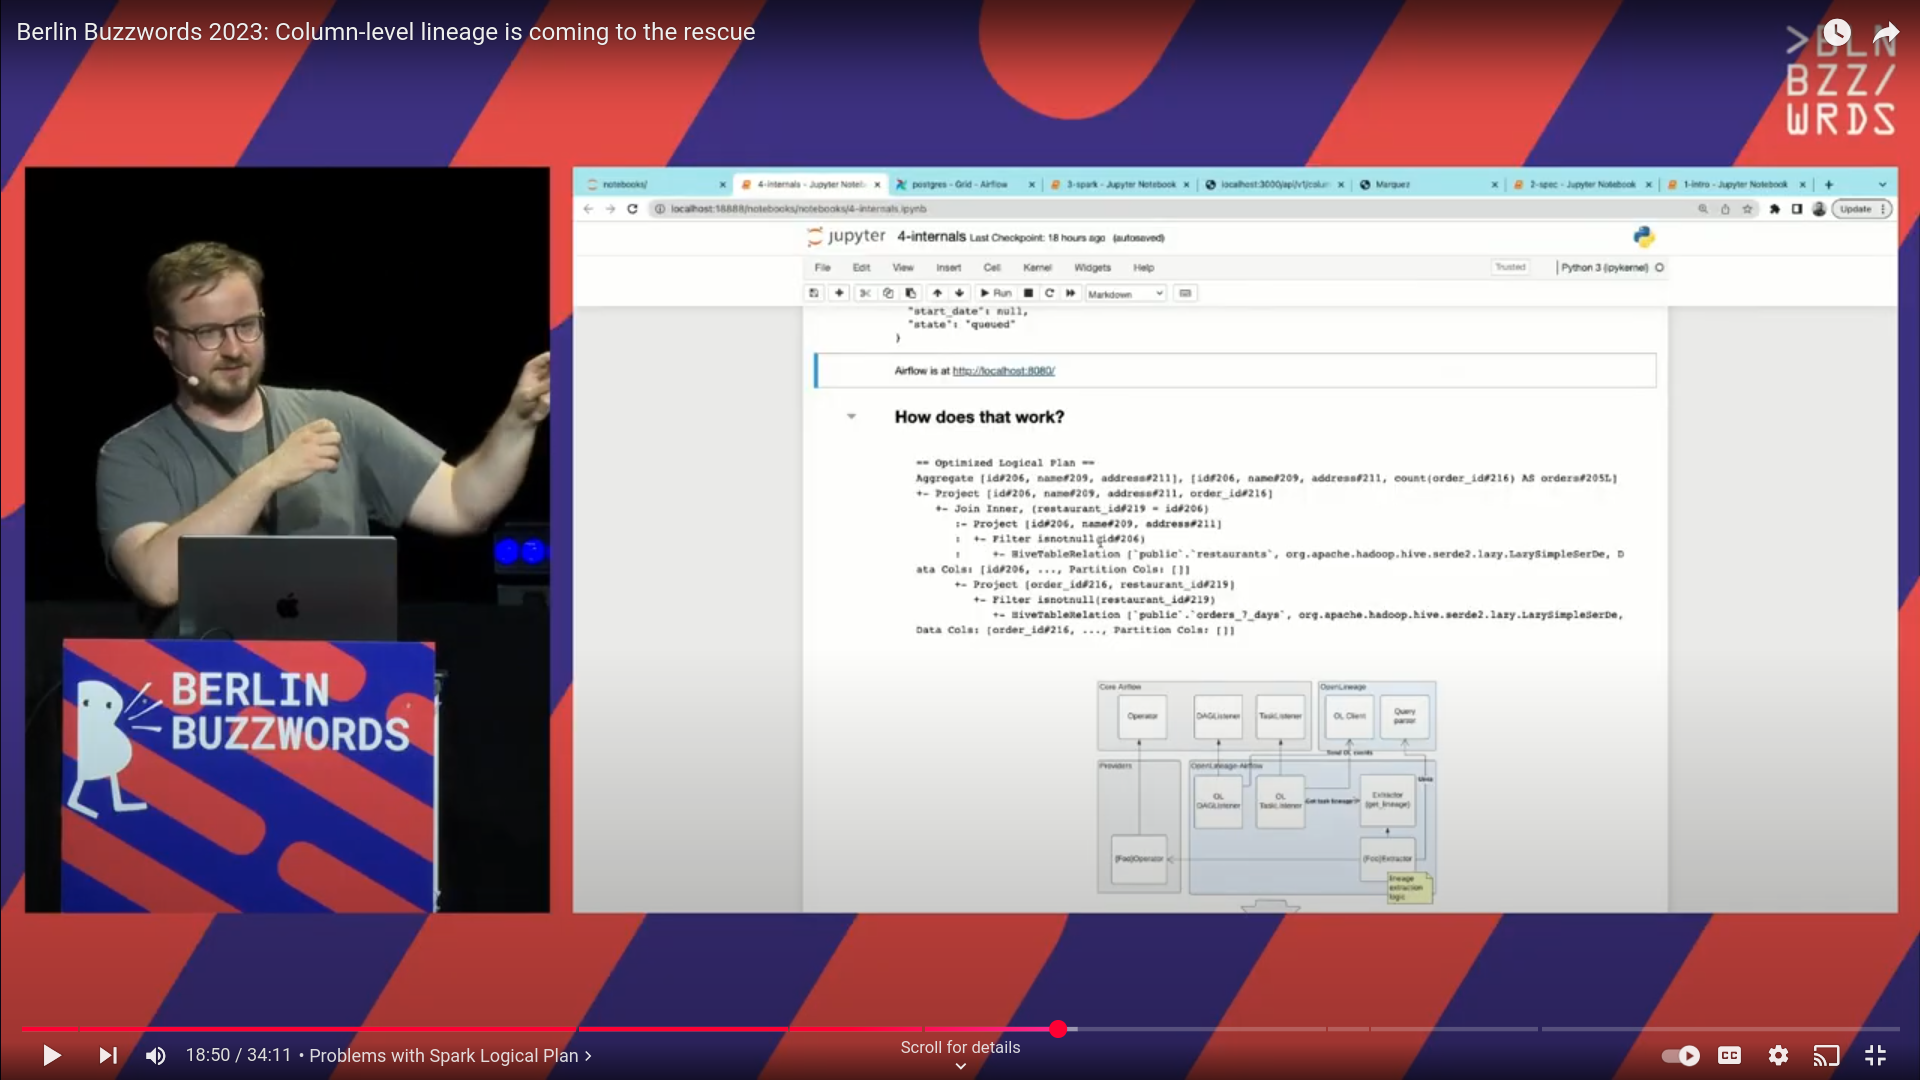 Berlin Buzzwords 2023: Column-level lineage is coming to the rescue
>BLN
BZZ/
WRDS
notebooks/
4-internals - Jupyter Noteb
postgres - Grid - Airflow
3-spark - Jupyter Notebook
localhost:3000/api/v1/colum
Marquez
2-spec - Jupyter Notebook
1-intro - Jupyter Notebook
localhost:18888/notebooks/notebooks/4-internals.ipynb
Update
jupyter 4-internals Last Checkpoint: 18 hours ago (autosaved)
File Edit View Insert Cell Kernel Widgets Help
Trusted
Python 3 (ipykernel)
Run
Markdown
"start_date": null,
"state": "queued"
}
Airflow is at http://localhost:8080/
How does that work?
== Optimized Logical Plan ==
Aggregate [id#206, name#209, address#211], [id#206, name#209, address#211, count(order_id#216) AS orders#205L]
+- Project [id#206, name#209, address#211, order_id#216]
+- Join Inner, (restaurant_id#219 = id#206)
:- Project [id#206, name#209, address#211]
: +- Filter isnotnull(id#206)
: +- HiveTableRelation [`public`.`restaurants`, org.apache.hadoop.hive.serde2.lazy.LazySimpleSerDe, D
ata Cols: [id#206, ..., Partition Cols: []]
+- Project [order_id#216, restaurant_id#219]
+- Filter isnotnull(restaurant_id#219)
+- HiveTableRelation [`public`.`orders_7_days`, org.apache.hadoop.hive.serde2.lazy.LazySimpleSerDe,
Data Cols: [order_id#216, ..., Partition Cols: []]
Core Airflow
OpenLineage
Operator
DAGListener
TaskListener
OL Client
Query
parser
Send OL events
Providers
OpenLineage-Airflow
Uses
OL
DAGListener
OL
TaskListener
Get task lineage
Extractor
(get_lineage)
(Foo)Operator
(Foo)Extractor
lineage
extraction
logic
BERLIN
BUZZWORDS
18:50 / 34:11 • Problems with Spark Logical Plan
Scroll for details
CC